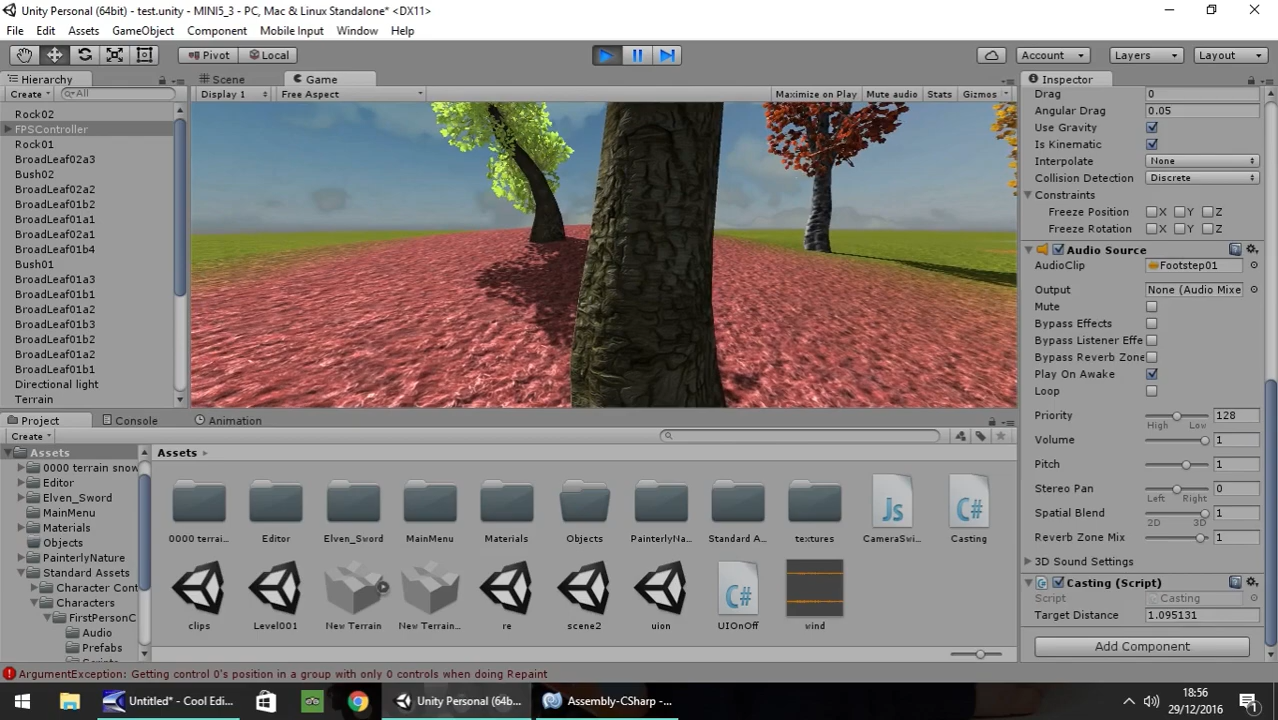 Unity Personal (64bit) - test.unity - MINI5_3 - PC, Mac & Linux Standalone* <DX11>
File Edit Assets GameObject Component Mobile Input Window Help
Pivot Local Account Layers Layout
Hierarchy Scene Game Inspector
Create All Display 1 Free Aspect Maximize on Play Mute audio Stats Gizmos
Rock02
FPSController
Rock01
BroadLeaf02a3
Bush02
BroadLeaf02a2
BroadLeaf01b2
BroadLeaf01a1
BroadLeaf02a1
BroadLeaf01b4
Bush01
BroadLeaf01a3
BroadLeaf01b1
BroadLeaf01a2
BroadLeaf01b3
BroadLeaf01b2
BroadLeaf01a2
BroadLeaf01b1
Directional light
Terrain
Drag 0
Angular Drag 0.05
Use Gravity
Is Kinematic
Interpolate None
Collision Detection Discrete
Constraints
Freeze Position X Y Z
Freeze Rotation X Y Z
Audio Source
AudioClip Footstep01
Output None (Audio Mixe
Mute
Bypass Effects
Bypass Listener Effe
Bypass Reverb Zone
Play On Awake
Loop
Priority 128
High Low
Volume 1
Pitch 1
Stereo Pan 0
Left Right
Spatial Blend 1
2D 3D
Reverb Zone Mix 1
3D Sound Settings
Casting (Script)
Script Casting
Target Distance 1.095131
Add Component
Project Console Animation
Create
Assets
0000 terrain snow
Editor
Elven_Sword
MainMenu
Materials
Objects
PainterlyNature
Standard Assets
Character Cont
Characters
FirstPersonC
Audio
Prefabs
Assets
0000 terrai... Editor Elven_Sword MainMenu Materials Objects PainterlyNa... Standard A... textures CameraSwi... Casting
clips Level001 New Terrain New Terrain... re scene2 uion UIOnOff wind
Js C# C#
ArgumentException: Getting control 0's position in a group with only 0 controls when doing Repaint
Untitled* - Cool Edi... Unity Personal (64b... Assembly-CSharp -...
18:56
29/12/2016
1